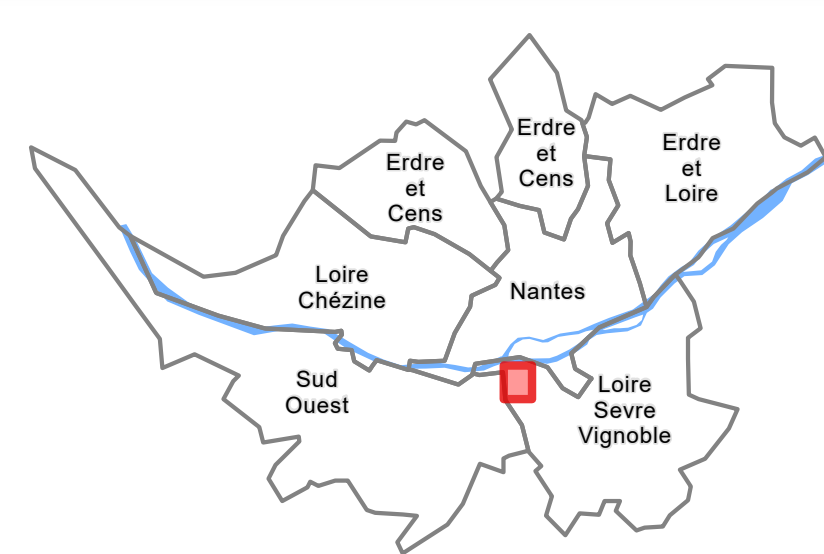 Erdre
et
Cens
Erdre
et
Loire
Erdre
et
Cens
Loire
Chézine
Nantes
Sud
Ouest
Loire
Sevre
Vignoble